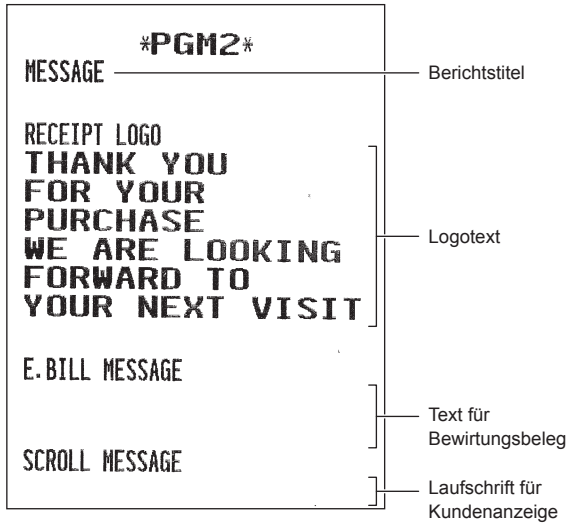 *PGM2*
MESSAGE
Berichtstitel
RECEIPT LOGO
THANK YOU
FOR YOUR
PURCHASE
WE ARE LOOKING
FORWARD TO
YOUR NEXT VISIT
Logotext
E.BILL MESSAGE
Text für
Bewirtungsbeleg
SCROLL MESSAGE
Laufschrift für
Kundenanzeige